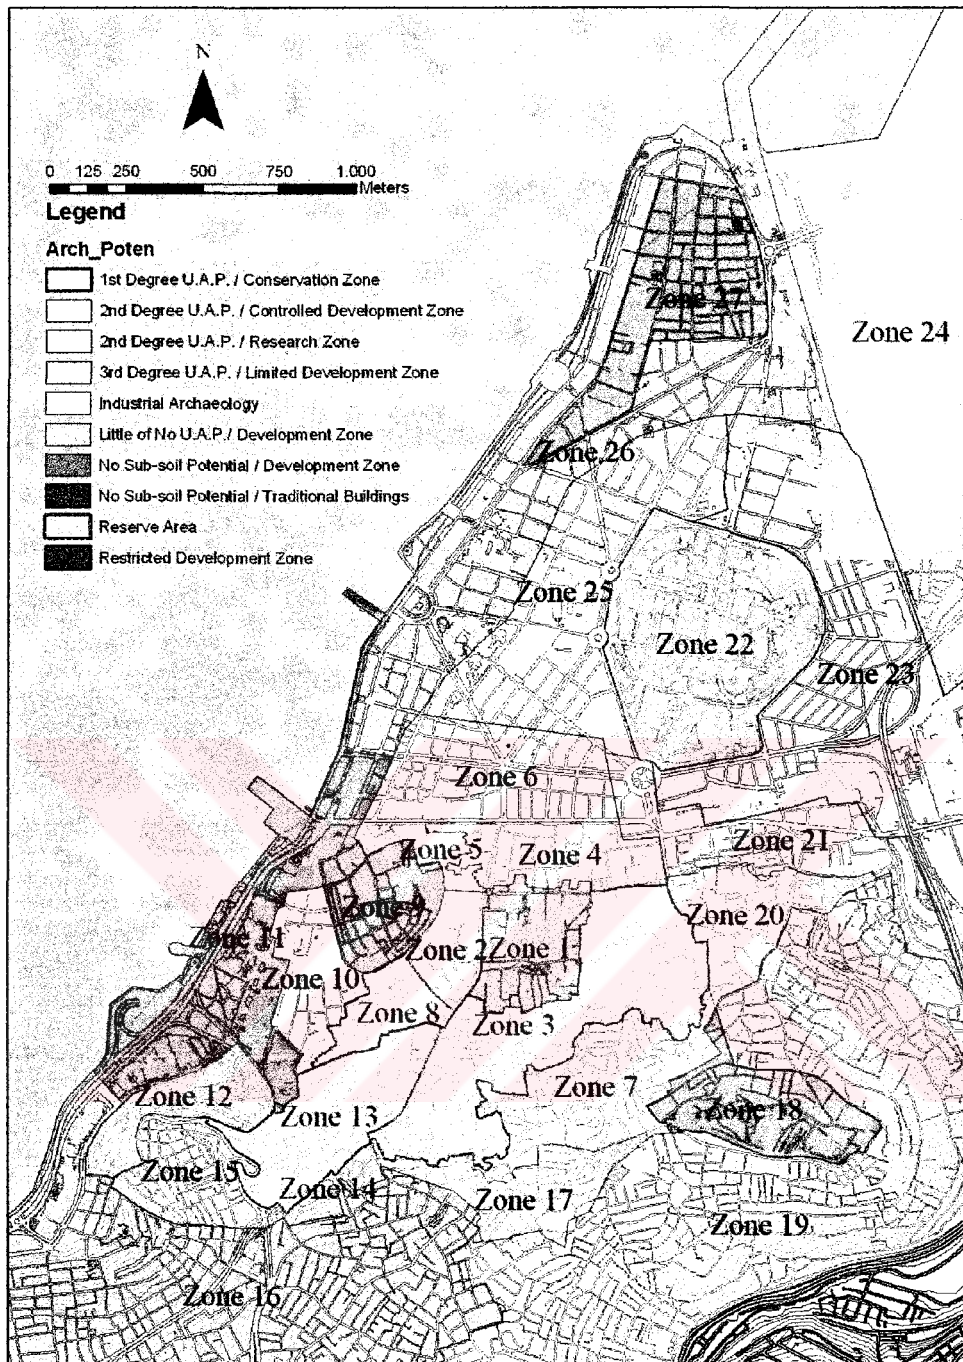 N
0 125 250 500 750 1.000
Meters
Legend
Arch_Poten
1st Degree U.A.P. / Conservation Zone
2nd Degree U.A.P. / Controlled Development Zone
2nd Degree U.A.P. / Research Zone
3rd Degree U.A.P. / Limited Development Zone
Industrial Archaeology
Little of No U.A.P./ Development Zone
No Sub-soil Potential / Development Zone
No Sub-soil Potential / Traditional Buildings
Reserve Area
Restricted Development Zone
Zone 27
Zone 24
Zone 26
Zone 25
Zone 22
Zone 23
Zone 6
Zone 5
Zone 4
Zone 21
Zone 9
Zone 20
Zone 11
Zone 2
Zone 1
Zone 10
Zone 8
Zone 3
Zone 7
Zone 12
Zone 13
Zone 18
Zone 15
Zone 14
Zone 17
Zone 19
Zone 16